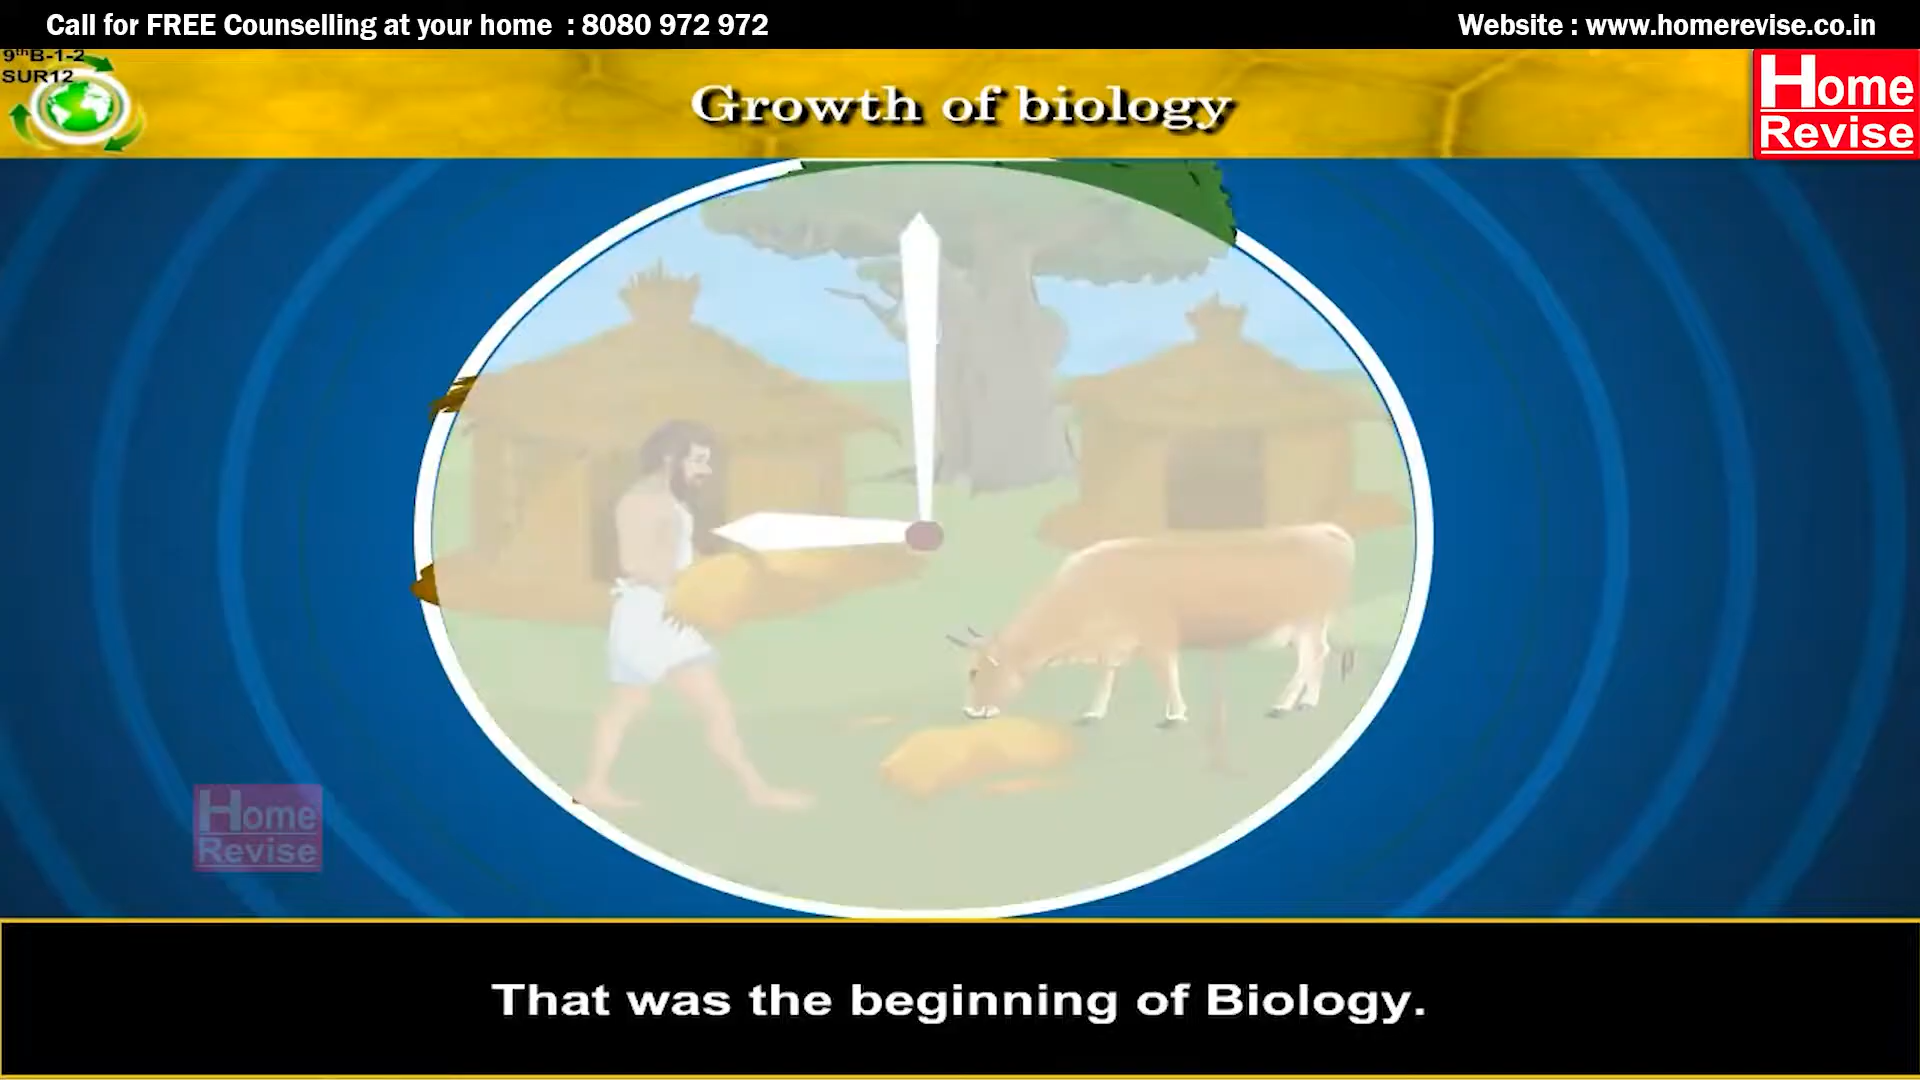 Call for FREE Counselling at your home : 8080 972 972
Website : www.homerevise.co.in
9thB-1-2
SUR12
Growth of biology
Home
Revise
Home
Revise
That was the beginning of Biology.